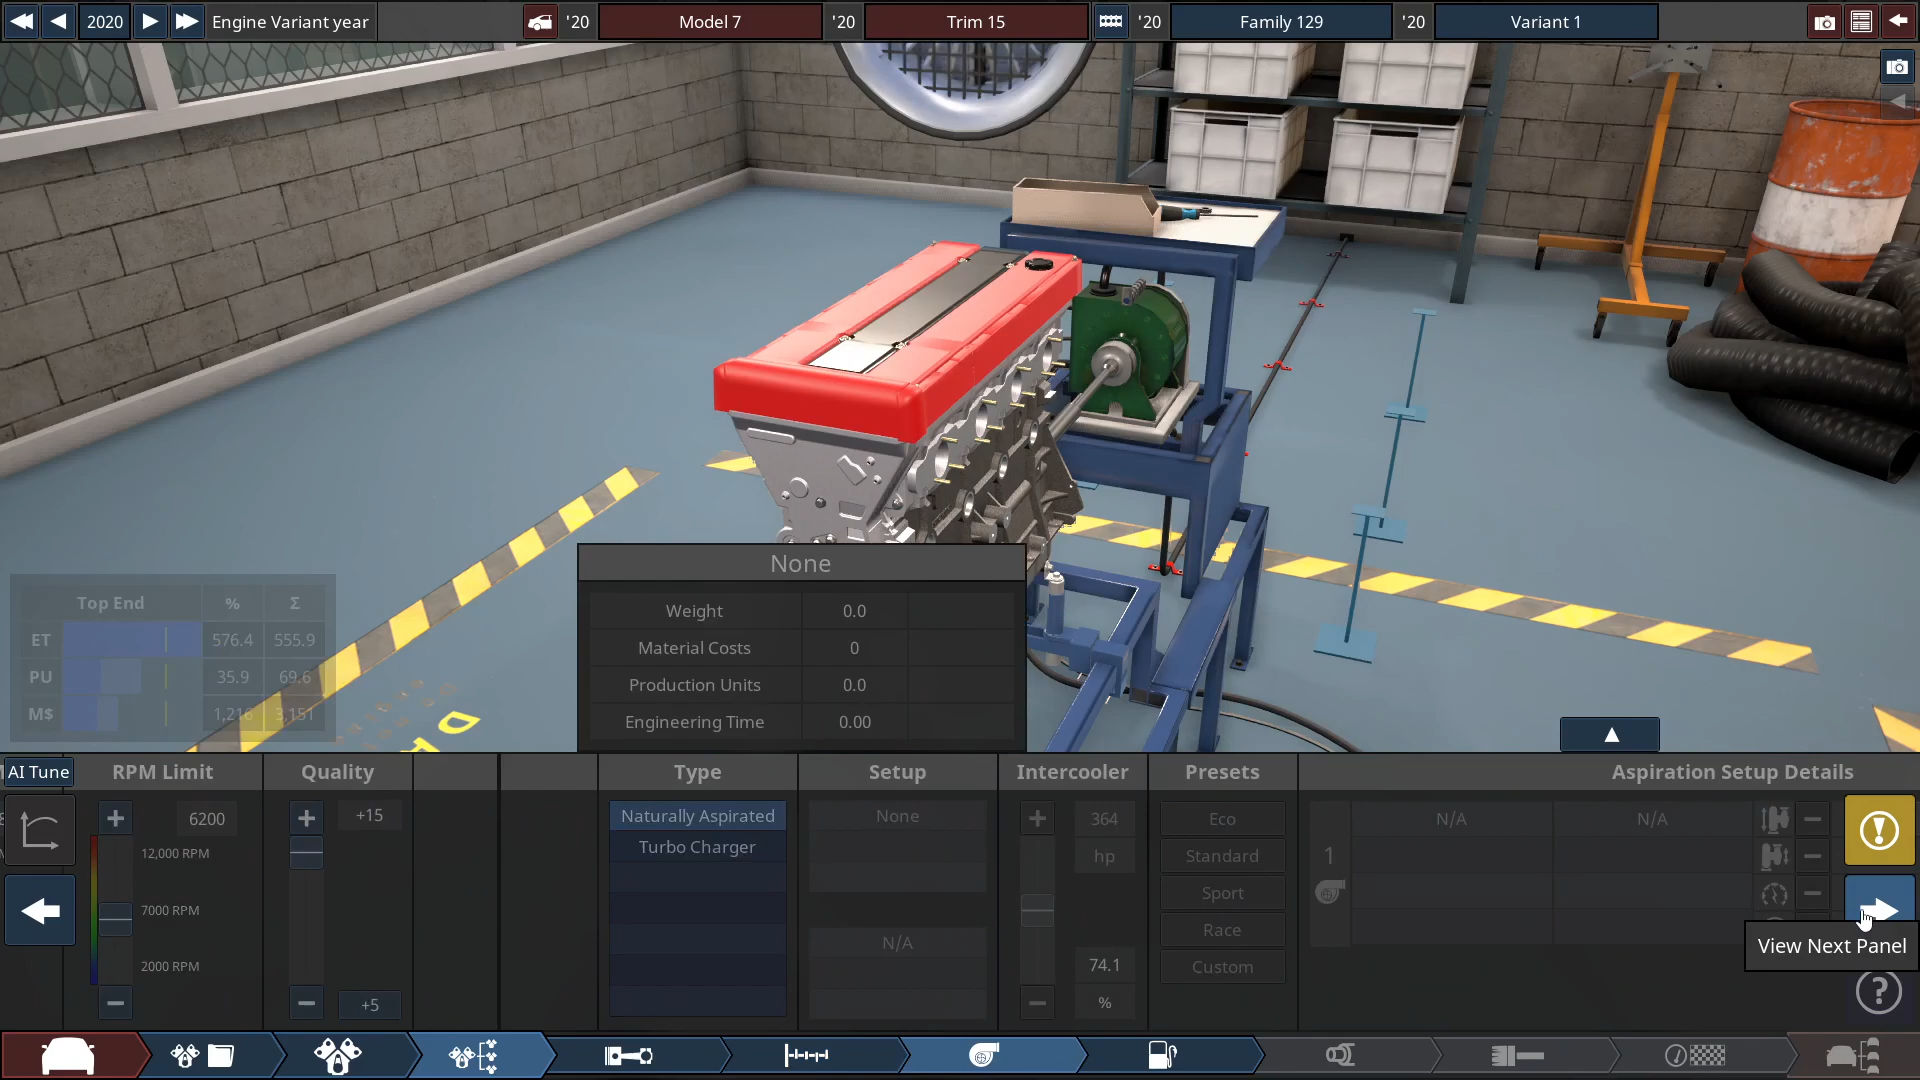 2020 Engine Variant year '20 Model 7 '20 Trim 15 '20 Family 129 '20 Variant 1
Top End % Σ
ET 576.4 555.9
PU 35.9 69.6
M$ 1,216 3,151
None
Weight 0.0
Material Costs 0
Production Units 0.0
Engineering Time 0.00
AI Tune
RPM Limit
6200
12,000 RPM
7000 RPM
2000 RPM
Quality
+15
+5
Type
Naturally Aspirated
Turbo Charger
Setup
None
N/A
Intercooler
364
hp
74.1
%
Presets
Eco
Standard
Sport
Race
Custom
Aspiration Setup Details
N/A N/A
1
View Next Panel
?